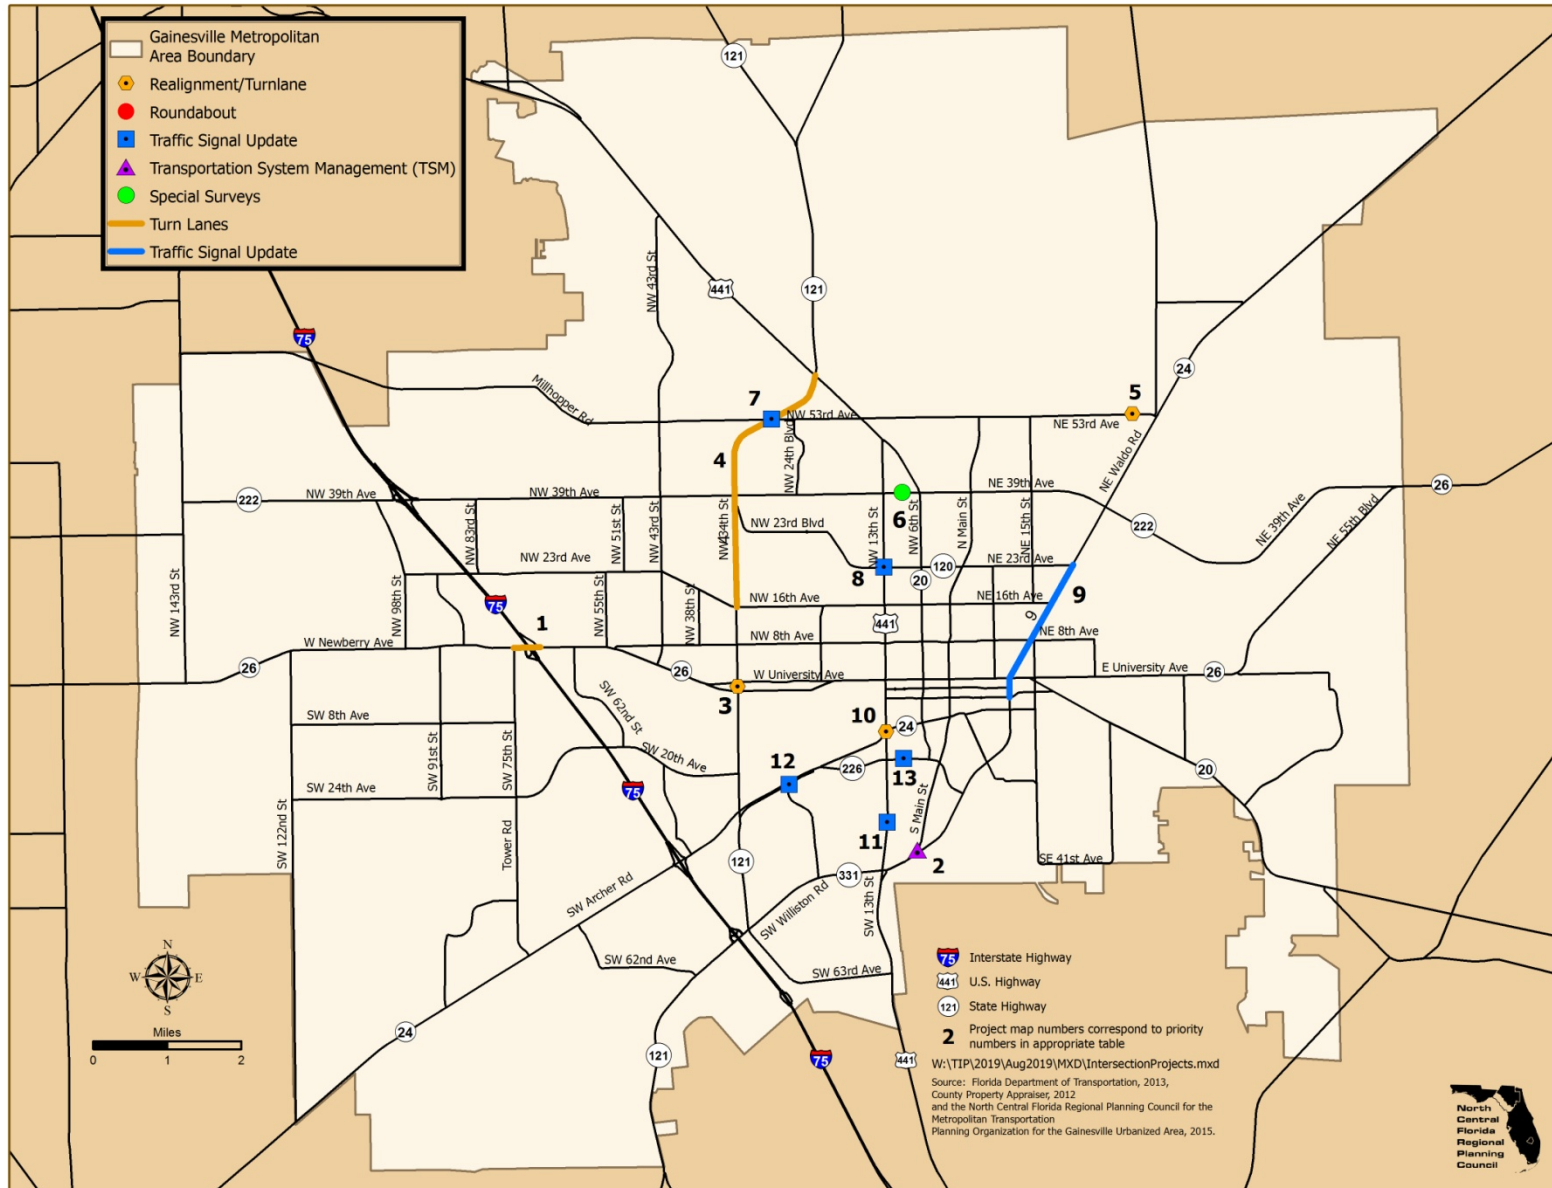 Gainesville Metropolitan
Area Boundary
Realignment/Turnlane
Roundabout
Traffic Signal Update
Transportation System Management (TSM)
Special Surveys
Turn Lanes
Traffic Signal Update
121
NW 43rd St
441
121
75
24
Millhopper Rd
7
NW 53rd Ave
5
NE 53rd Ave
NW 24th Blvd
4
NE Waldo Rd
26
222
NW 39th Ave
NW 39th Ave
NE 39th Ave
6
222
NE 39th Ave
NE 55th Blvd
NW 83rd St
NW 51st St
NW 43rd St
NW 34th St
NW 23rd Blvd
NW 13th St
NW 6th St
N Main St
NE 15th St
NW 23rd Ave
8
120
NE 23rd Ave
20
9
NW 143rd St
NW 98th St
75
NW 55th St
NW 38th St
NW 16th Ave
NE 16th Ave
9
441
1
W Newberry Ave
NW 8th Ave
NE 8th Ave
26
26
W University Ave
E University Ave
26
3
SW 62nd St
SW 8th Ave
10
24
SW 91st St
SW 75th St
SW 20th Ave
12
226
13
20
SW 24th Ave
75
S Main St
SW 122nd St
Tower Rd
11
2
SE 41st Ave
121
331
SW Archer Rd
SW Williston Rd
SW 13th St
SW 62nd Ave
SW 63rd Ave
24
121
75
441
N
W
E
S
Miles
0
1
2
75
Interstate Highway
441
U.S. Highway
121
State Highway
2
Project map numbers correspond to priority
numbers in appropriate table
W:\TIP\2019\Aug2019\MXD\IntersectionProjects.mxd
Source: Florida Department of Transportation, 2013,
County Property Appraiser, 2012
and the North Central Florida Regional Planning Council for the
Metropolitan Transportation
Planning Organization for the Gainesville Urbanized Area, 2015.
North
Central
Florida
Regional
Planning
Council